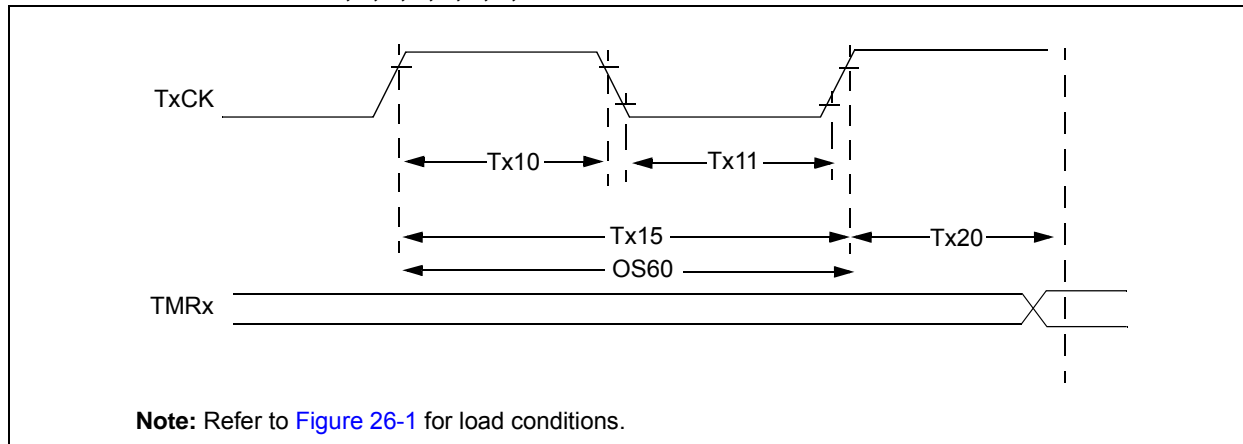 TxCK
Tx10
Tx11
Tx15
Tx20
OS60
TMRx
Note: Refer to Figure 26-1 for load conditions.